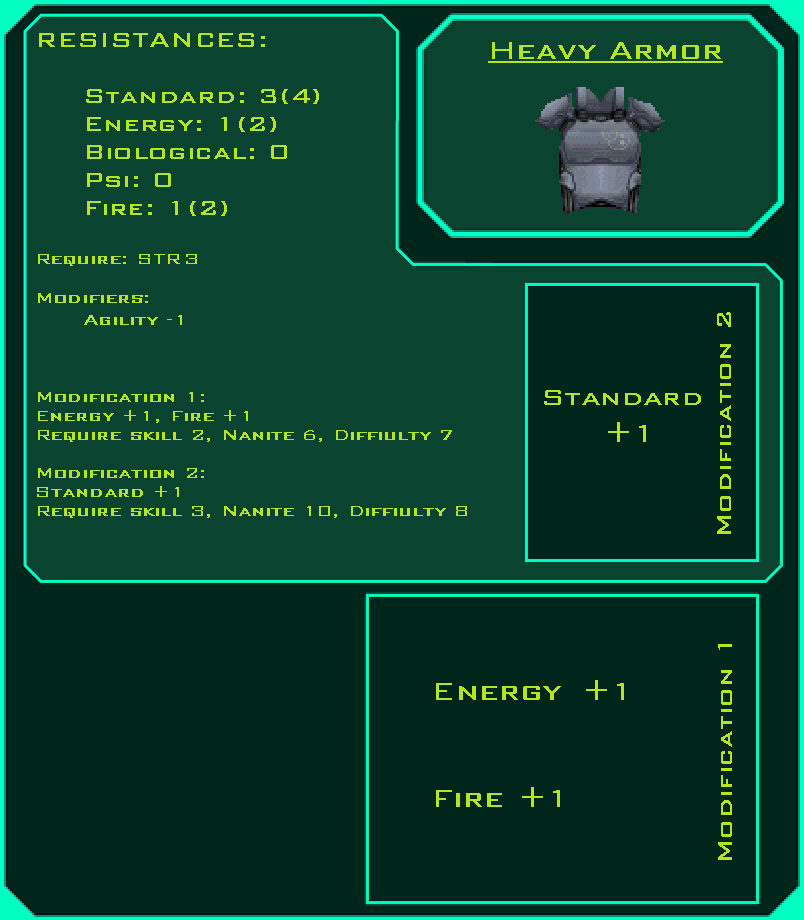 Resistances:
Standard: 3(4)
Energy: 1(2)
Biological: 0
Psi: 0
Fire: 1(2)
Require: STR 3
Modifiers:
Agility -1
Modification 1:
Energy +1, Fire +1
Require skill 2, Nanite 6, Diffiulty 7
Modification 2:
Standard +1
Require skill 3, Nanite 10, Diffiulty 8
Heavy Armor
Standard
+1
Modification 2
Energy +1
Fire +1
Modification 1